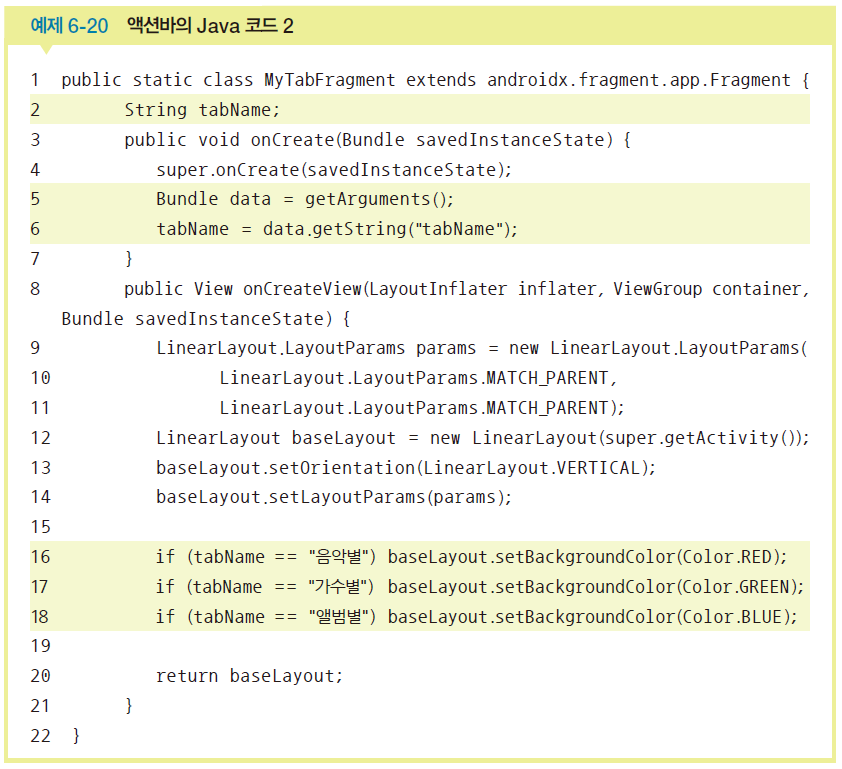 예제 6-20 액션바의 Java 코드 2
1 public static class MyTabFragment extends androidx.fragment.app.Fragment {
2 String tabName;
3 public void onCreate(Bundle savedInstanceState) {
4 super.onCreate(savedInstanceState);
5 Bundle data = getArguments();
6 tabName = data.getString("tabName");
7 }
8 public View onCreateView(LayoutInflater inflater, ViewGroup container,
Bundle savedInstanceState) {
9 LinearLayout.LayoutParams params = new LinearLayout.LayoutParams(
10 LinearLayout.LayoutParams.MATCH_PARENT,
11 LinearLayout.LayoutParams.MATCH_PARENT);
12 LinearLayout baseLayout = new LinearLayout(super.getActivity());
13 baseLayout.setOrientation(LinearLayout.VERTICAL);
14 baseLayout.setLayoutParams(params);
15
16 if (tabName == "음악별") baseLayout.setBackgroundColor(Color.RED);
17 if (tabName == "가수별") baseLayout.setBackgroundColor(Color.GREEN);
18 if (tabName == "앨범별") baseLayout.setBackgroundColor(Color.BLUE);
19
20 return baseLayout;
21 }
22 }